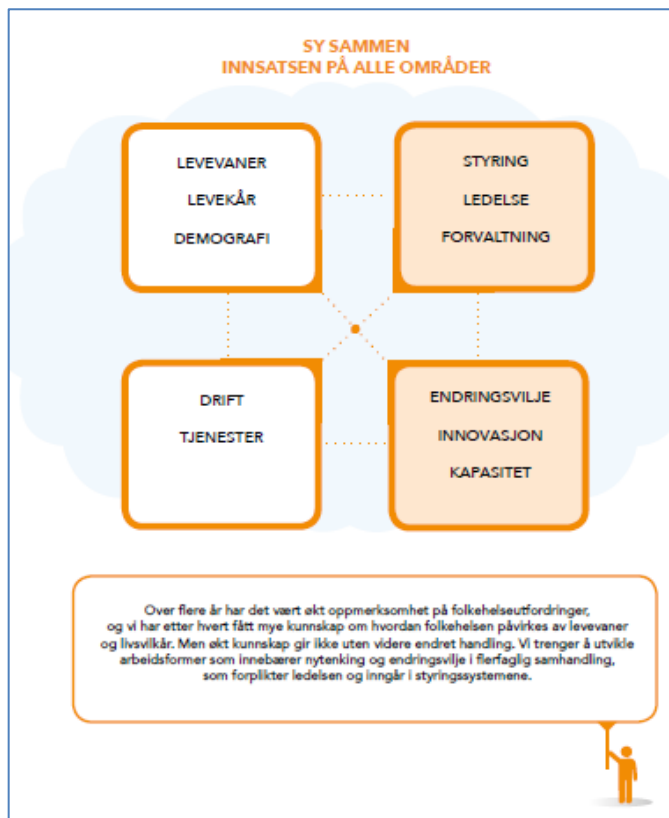 SY SAMMEN
INNSATSEN PÅ ALLE OMRÅDER
LEVEVANER
LEVEKÅR
DEMOGRAFI
STYRING
LEDELSE
FORVALTNING
DRIFT
TJENESTER
ENDRINGSVILJE
INNOVASJON
KAPASITET
Over flere år har det vært økt oppmerksomhet på folkehelseutfordringer,
og vi har etter hvert fått mye kunnskap om hvordan folkehelsen påvirkes av levevaner
og livsvilkår. Men økt kunnskap gir ikke uten videre endret handling. Vi trenger å utvikle
arbeidsformer som innebærer nytenking og endringsvilje i flerfaglig samhandling,
som forplikter ledelsen og inngår i styringssystemene.